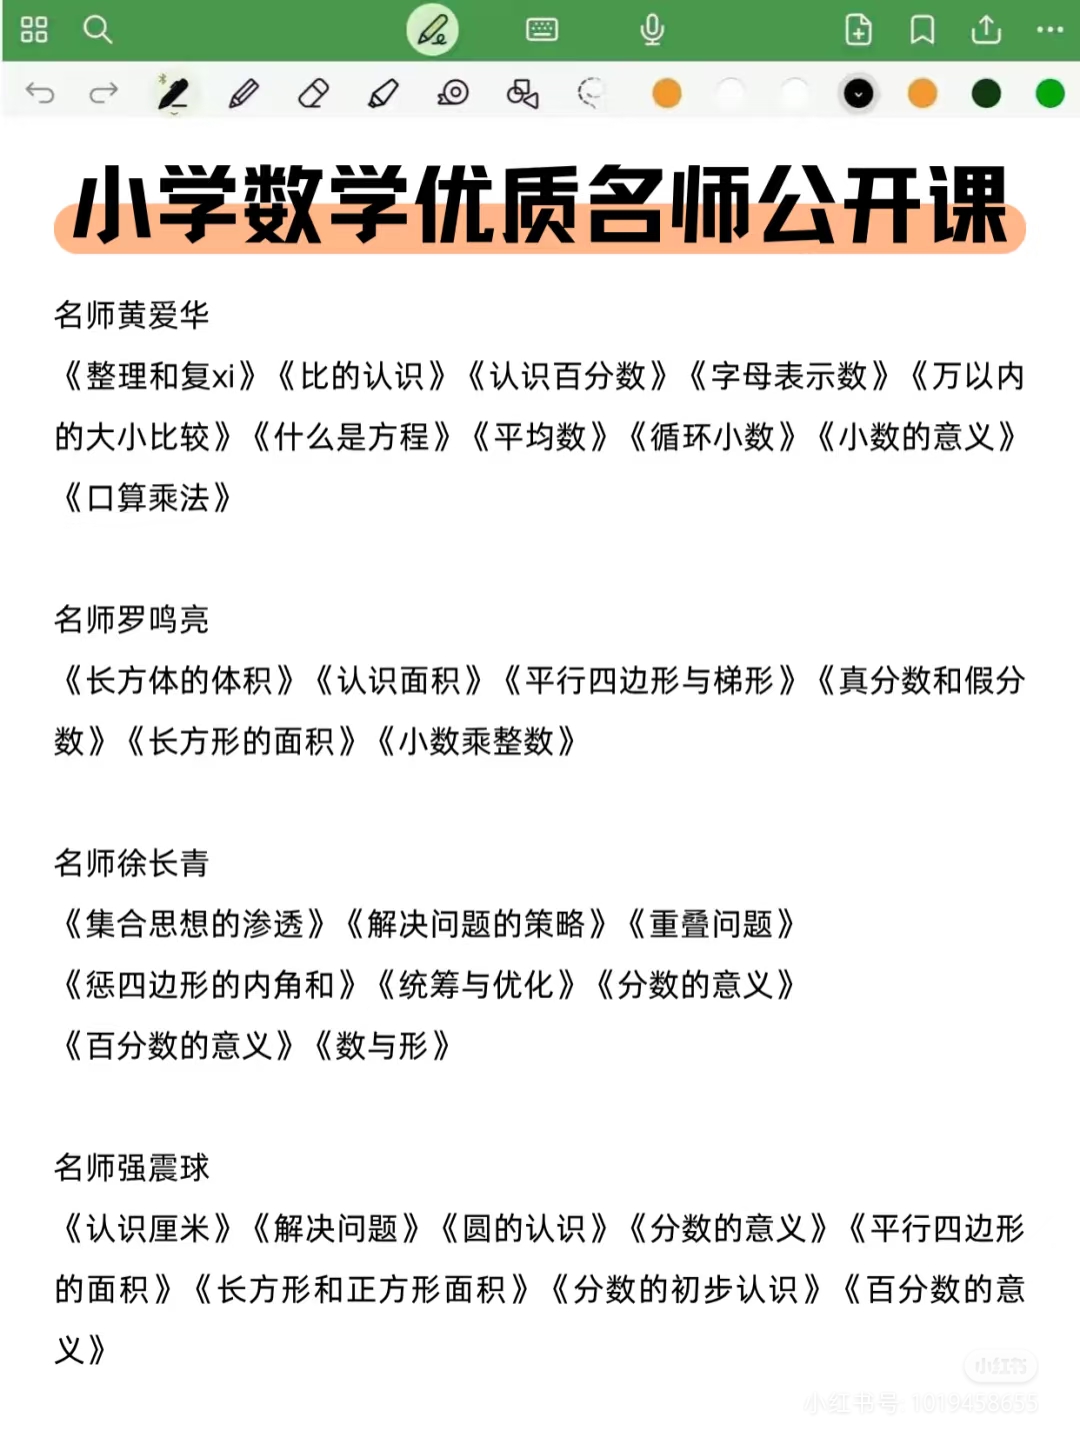 小学数学优质名师公开课
名师黄爱华
《整理和复xi》《比的认识》《认识百分数》《字母表示数》《万以内
的大小比较》《什么是方程》《平均数》《循环小数》《小数的意义》
《口算乘法》
名师罗鸣亮
《长方体的体积》《认识面积》《平行四边形与梯形》《真分数和假分
数》《长方形的面积》《小数乘整数》
名师徐长青
《集合思想的渗透》《解决问题的策略》《重叠问题》
《惩四边形的内角和》《统筹与优化》《分数的意义》
《百分数的意义》《数与形》
名师强震球
《认识厘米》《解决问题》《圆的认识》《分数的意义》《平行四边形
的面积》《长方形和正方形面积》《分数的初步认识》《百分数的意
义》
小红书
小红书号: 1019458655